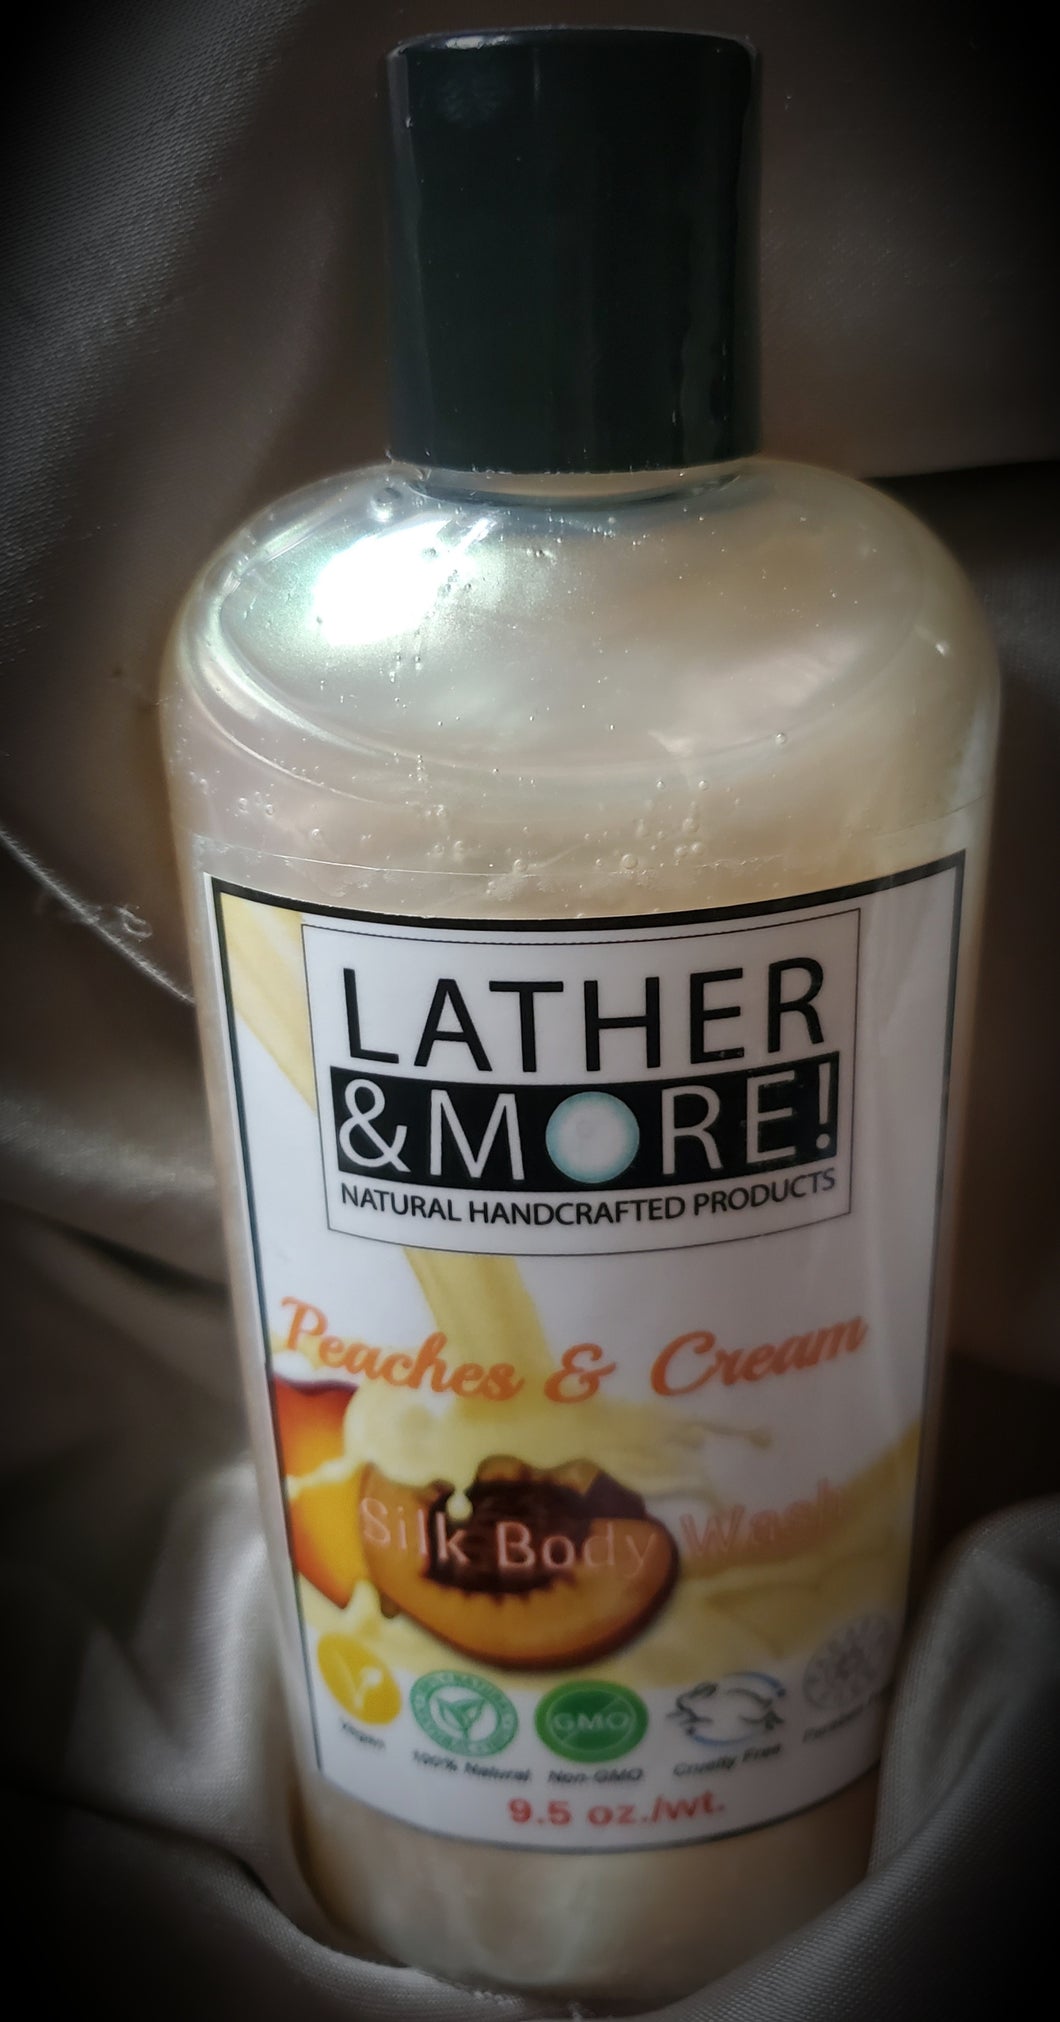 LATHER
&MORE!
NATURAL HANDCRAFTED PRODUCTS
Peaches & Cream
Silk Body Wash
Vegan
100% Natural
GMO
Non-GMO
Cruelty Free
9.5 oz./wt.